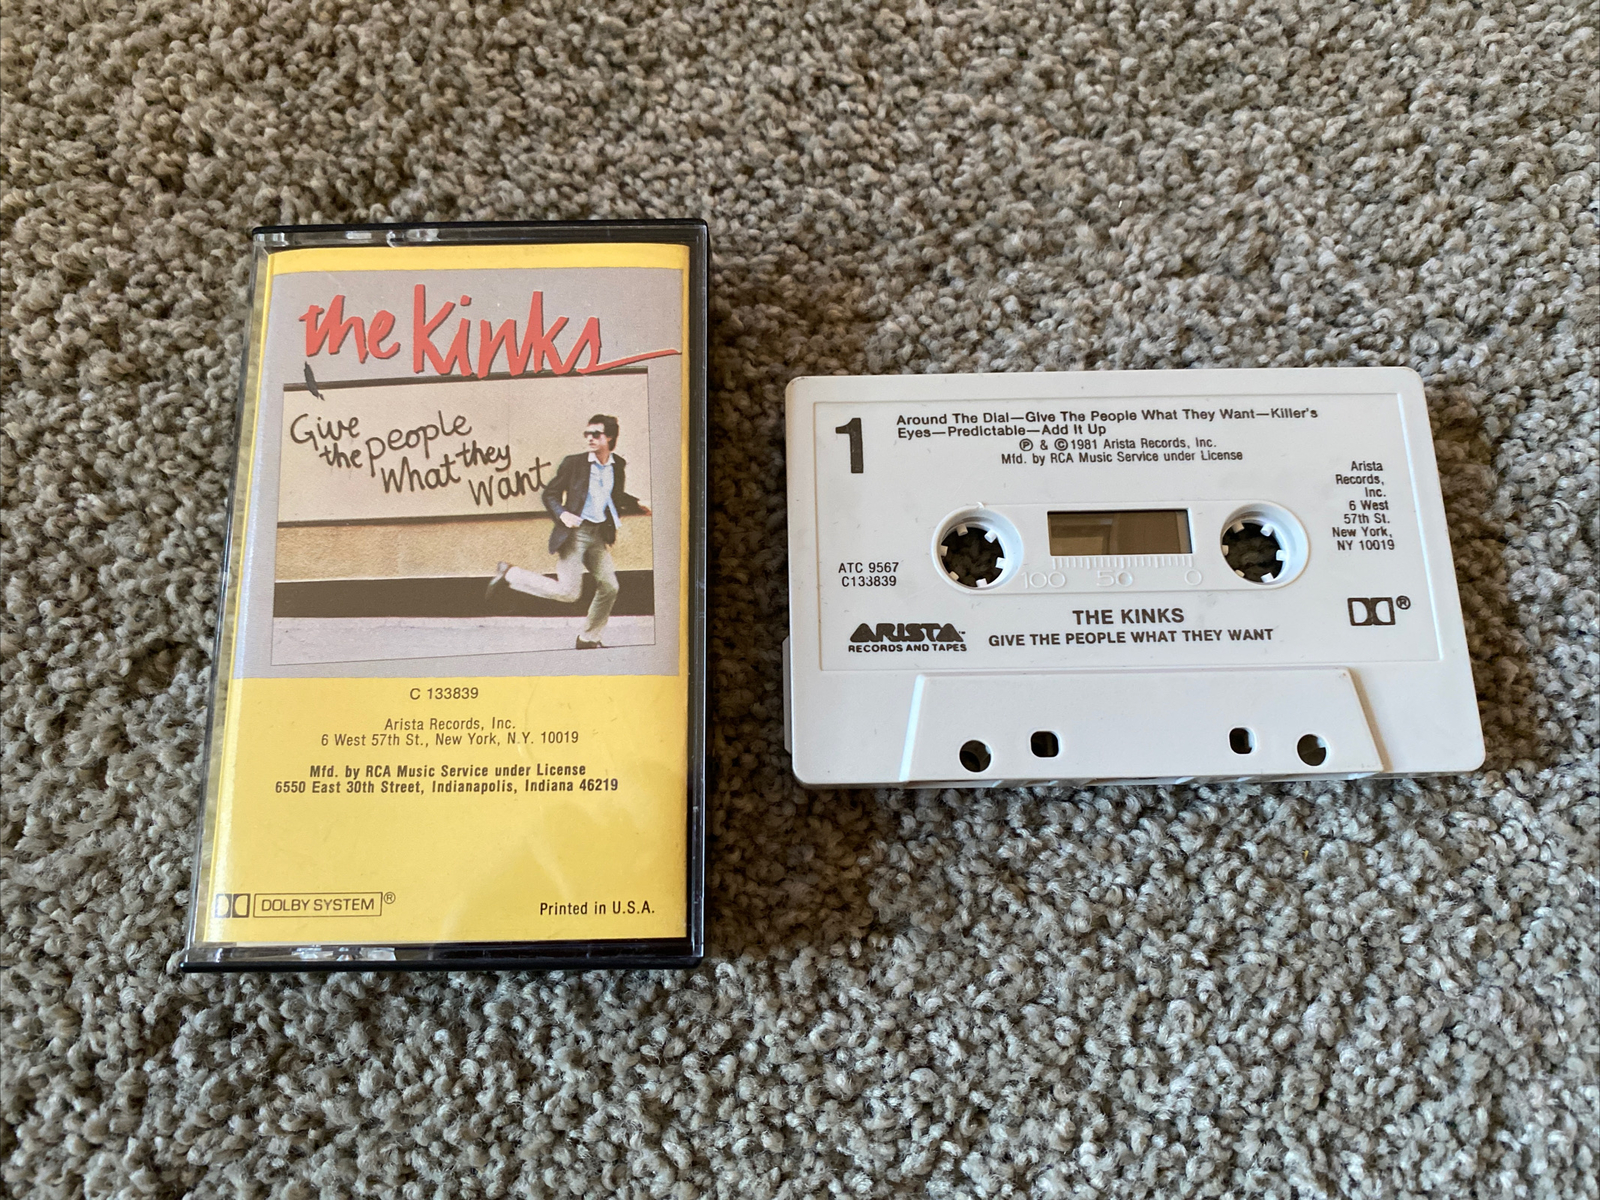 the Kinks
Give
the people
What they
Want
C 133839
Arista Records, Inc.
6 West 57th St., New York, N.Y. 10019
Mfd. by RCA Music Service under License
6550 East 30th Street, Indianapolis, Indiana 46219
DOLBY SYSTEM®
Printed in U.S.A.
1
Around The Dial—Give The People What They Want—Killer's
Eyes—Predictable—Add It Up
℗ & ©1981 Arista Records, Inc.
Mfd. by RCA Music Service under License
Arista
Records,
Inc.
6 West
57th St.
New York,
NY 10019
ATC 9567
C133839
100 50 0
ARISTA™
RECORDS AND TAPES
THE KINKS
GIVE THE PEOPLE WHAT THEY WANT
®